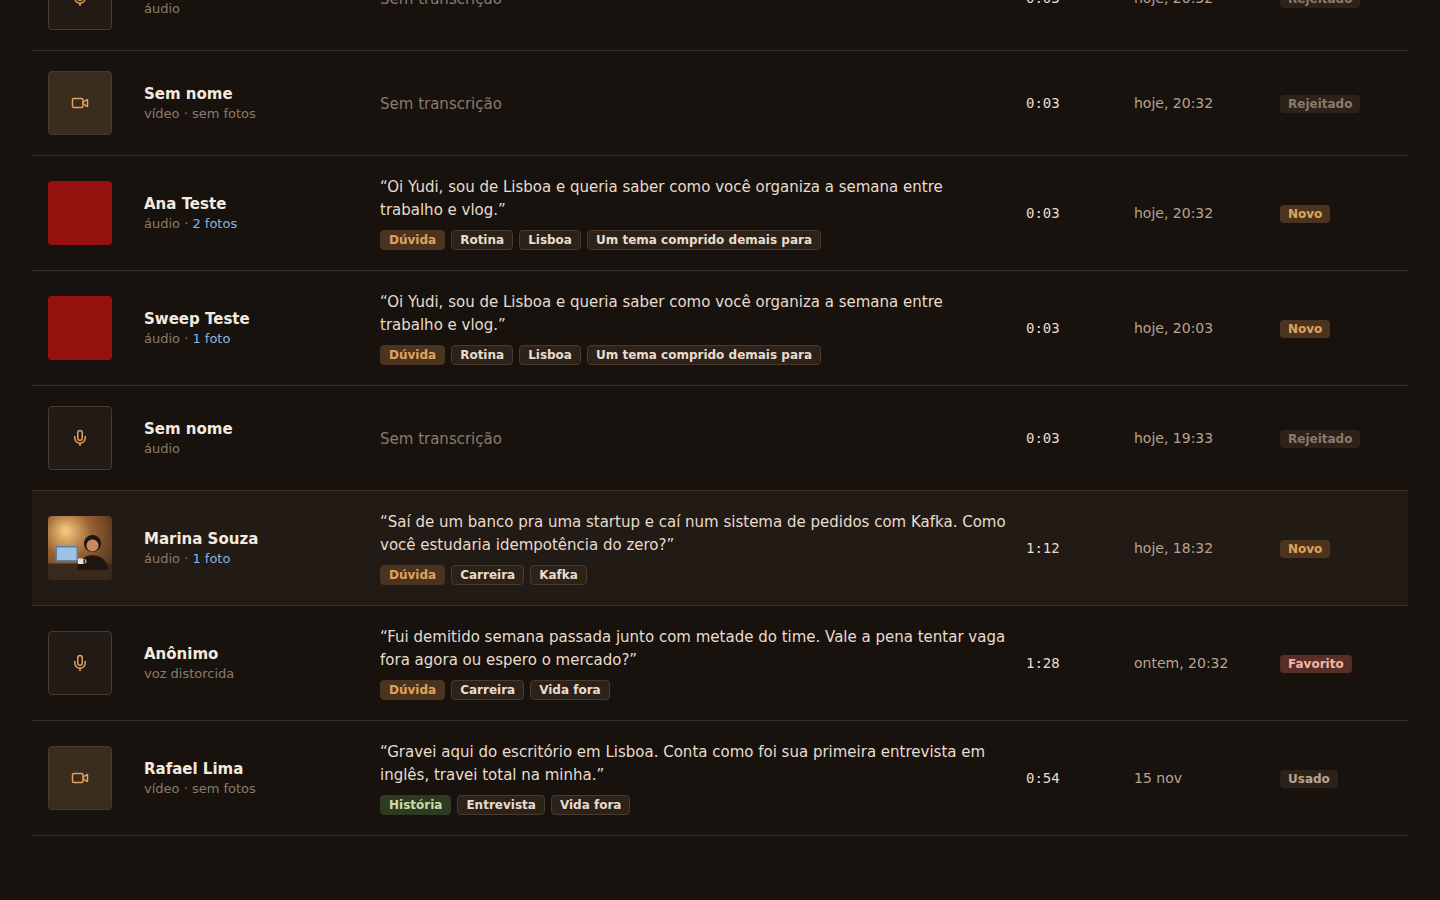 áudio
Sem transcrição
0:03
hoje, 20:32
Rejeitado
Sem nome
vídeo · sem fotos
Sem transcrição
0:03
hoje, 20:32
Rejeitado
Ana Teste
áudio · 2 fotos
“Oi Yudi, sou de Lisboa e queria saber como você organiza a semana entre
trabalho e vlog.”
Dúvida Rotina Lisboa Um tema comprido demais para
0:03
hoje, 20:32
Novo
Sweep Teste
áudio · 1 foto
“Oi Yudi, sou de Lisboa e queria saber como você organiza a semana entre
trabalho e vlog.”
Dúvida Rotina Lisboa Um tema comprido demais para
0:03
hoje, 20:03
Novo
Sem nome
áudio
Sem transcrição
0:03
hoje, 19:33
Rejeitado
Marina Souza
áudio · 1 foto
“Saí de um banco pra uma startup e caí num sistema de pedidos com Kafka. Como
você estudaria idempotência do zero?”
Dúvida Carreira Kafka
1:12
hoje, 18:32
Novo
Anônimo
voz distorcida
“Fui demitido semana passada junto com metade do time. Vale a pena tentar vaga
fora agora ou espero o mercado?”
Dúvida Carreira Vida fora
1:28
ontem, 20:32
Favorito
Rafael Lima
vídeo · sem fotos
“Gravei aqui do escritório em Lisboa. Conta como foi sua primeira entrevista em
inglês, travei total na minha.”
História Entrevista Vida fora
0:54
15 nov
Usado